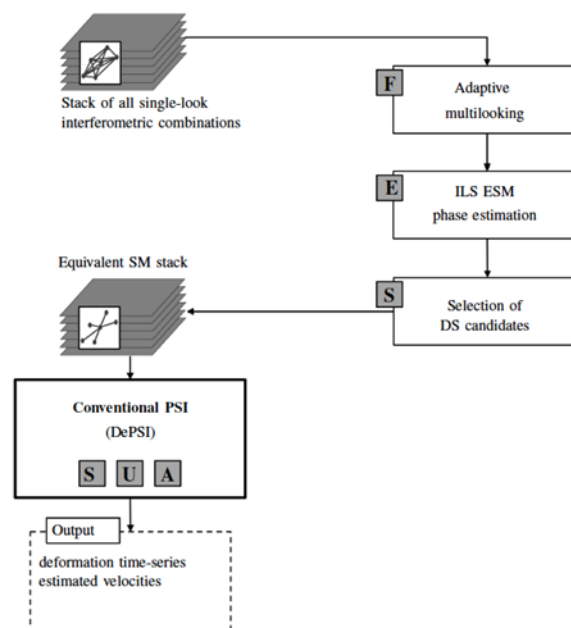 Stack of all single-look
interferometric combinations
F
Adaptive
multilooking
E
ILS ESM
phase estimation
S
Selection of
DS candidates
Equivalent SM stack
Conventional PSI
(DePSI)
S U A
Output
deformation time-series
estimated velocities